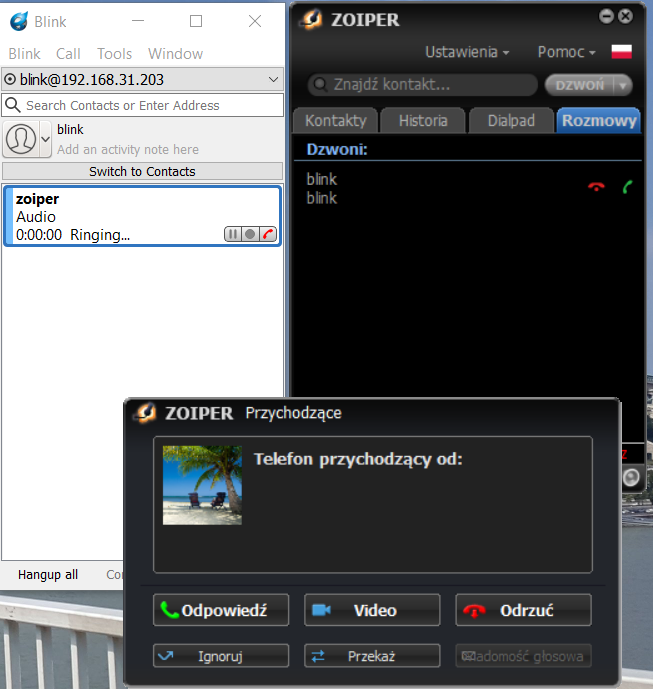 Blink
Blink Call Tools Window
blink@192.168.31.203
Search Contacts or Enter Address
blink
Add an activity note here
Switch to Contacts
zoiper
Audio
0:00:00 Ringing...
Hangup all
ZOIPER
Ustawienia Pomoc
Znajdź kontakt...
DZWOŃ
Kontakty Historia Dialpad Rozmowy
Dzwoni:
blink
blink
ZOIPER Przychodzące
Telefon przychodzący od:
Odpowiedź Video Odrzuć
Ignoruj Przekaż adomość głosowa